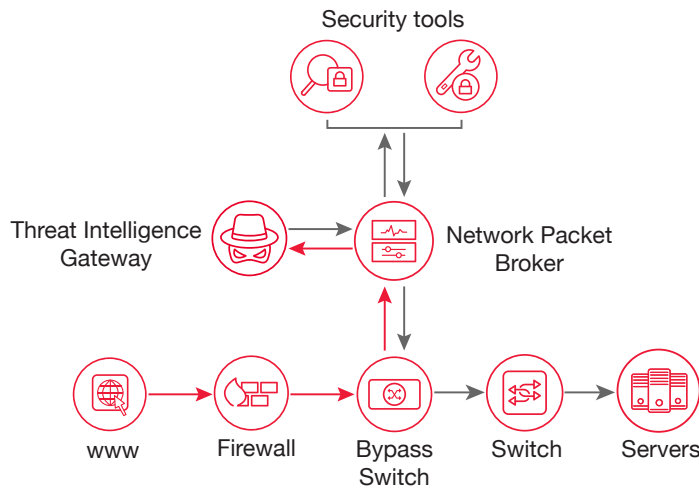 Security tools
Threat Intelligence
Gateway
Network Packet
Broker
www
Firewall
Bypass
Switch
Switch
Servers